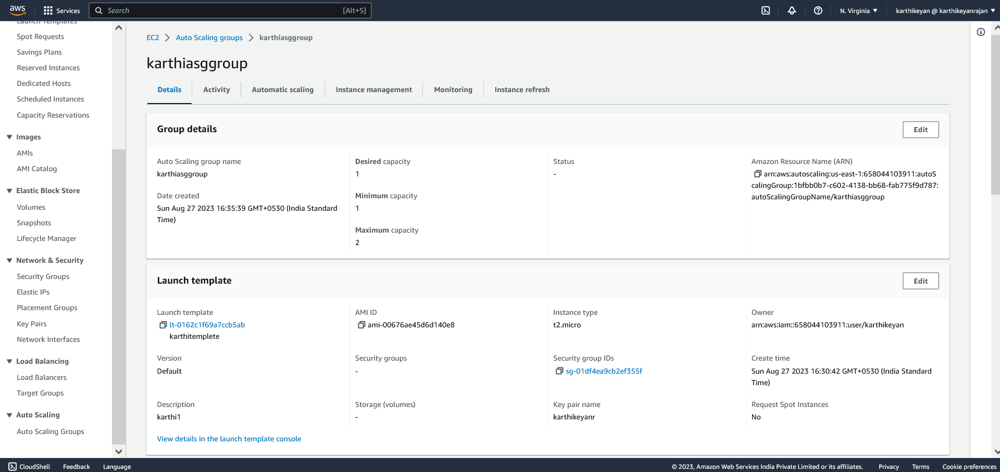 aws
Services
Search
[Alt+S]
N. Virginia
karthikeyan @ karthikeyanrajan
Launch Templates
Spot Requests
Savings Plans
Reserved Instances
Dedicated Hosts
Scheduled Instances
Capacity Reservations
Images
AMIs
AMI Catalog
Elastic Block Store
Volumes
Snapshots
Lifecycle Manager
Network & Security
Security Groups
Elastic IPs
Placement Groups
Key Pairs
Network Interfaces
Load Balancing
Load Balancers
Target Groups
Auto Scaling
Auto Scaling Groups
EC2 > Auto Scaling groups > karthiasggroup
karthiasggroup
Details
Activity
Automatic scaling
Instance management
Monitoring
Instance refresh
Group details
Edit
Auto Scaling group name
karthiasggroup
Date created
Sun Aug 27 2023 16:35:39 GMT+0530 (India Standard
Time)
Desired capacity
1
Minimum capacity
1
Maximum capacity
2
Status
-
Amazon Resource Name (ARN)
arn:aws:autoscaling:us-east-1:658044103911:autoS
calingGroup:1bfbb0b7-c602-4138-bb68-fab775f9d787:
autoScalingGroupName/karthiasggroup
Launch template
Edit
Launch template
lt-0162c1f69a7ccb5ab
karthitemplete
AMI ID
ami-00676ae45d6d140e8
Instance type
t2.micro
Owner
arn:aws:iam::658044103911:user/karthikeyan
Version
Default
Security groups
-
Security group IDs
sg-01df4ea9cb2ef355f
Create time
Sun Aug 27 2023 16:30:42 GMT+0530 (India Standard
Time)
Description
karthi1
Storage (volumes)
-
Key pair name
karthikeyanr
Request Spot Instances
No
View details in the launch template console
CloudShell
Feedback
Language
© 2023, Amazon Web Services India Private Limited or its affiliates.
Privacy
Terms
Cookie preferences